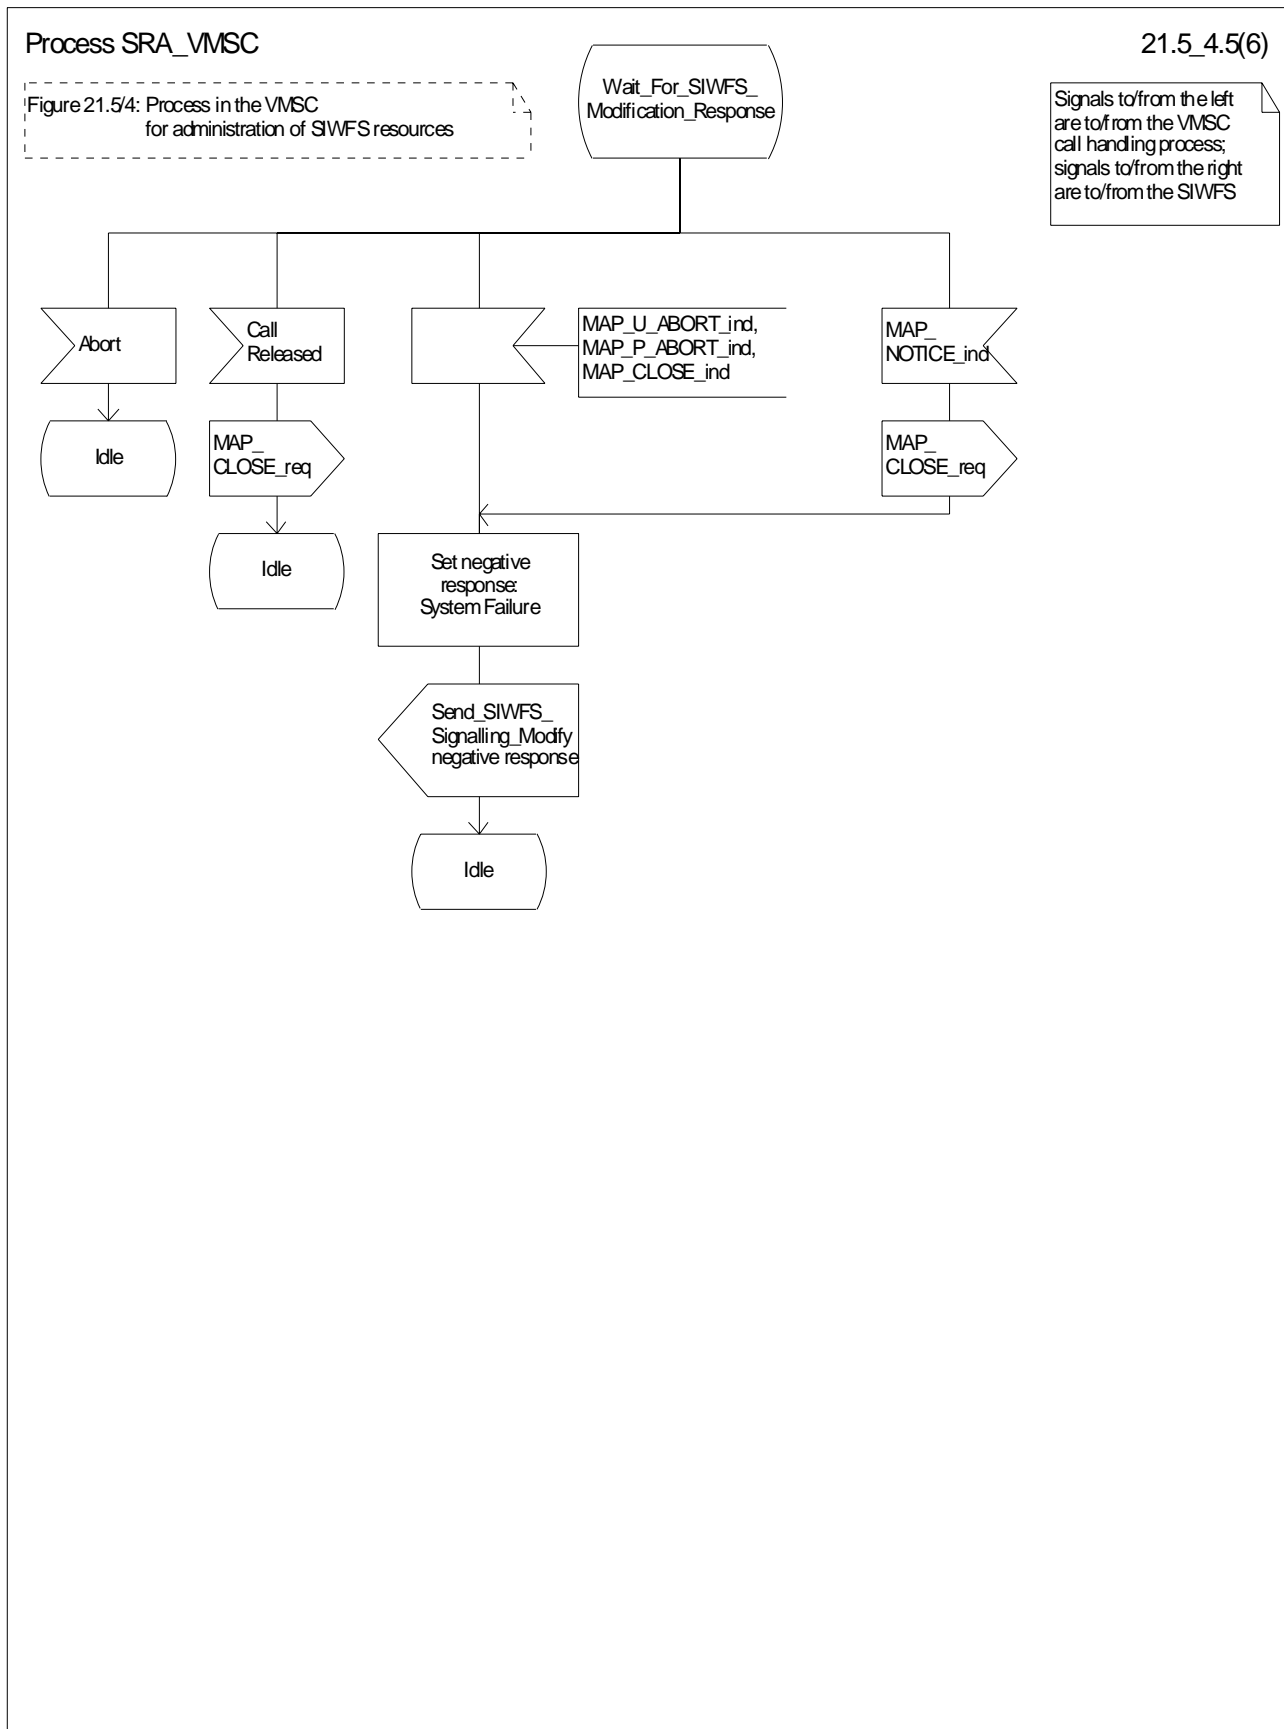 Process SRA_VMSC
21.5_4.5(6)
Figure 21.5/4: Process in the VMSC
for administration of SIWFS resources
Wait_For_SIWFS_
Modification_Response
Signals to/from the left
are to/from the VMSC
call handling process;
signals to/from the right
are to/from the SIWFS
Abort
Call
Released
MAP_U_ABORT_ind,
MAP_P_ABORT_ind,
MAP_CLOSE_ind
MAP_
NOTICE_ind
Idle
MAP_
CLOSE_req
MAP_
CLOSE_req
Idle
Set negative
response:
System Failure
Send_SIWFS_
Signalling_Modify
negative response
Idle